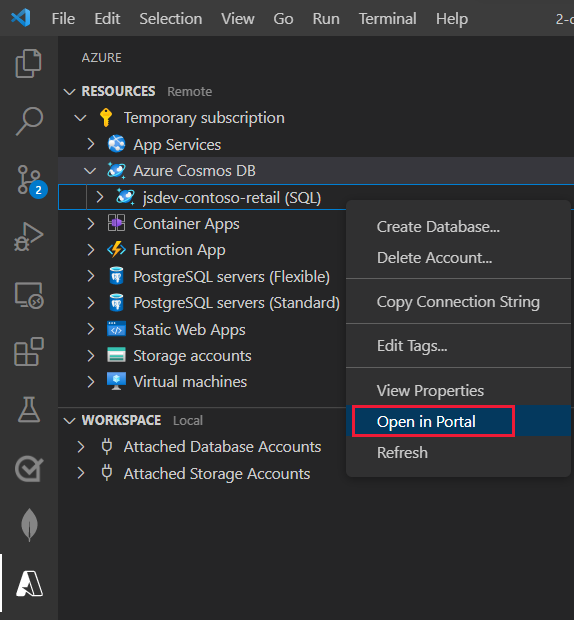 File Edit Selection View Go Run Terminal Help 2-c
AZURE
RESOURCES Remote
Temporary subscription
App Services
Azure Cosmos DB
jsdev-contoso-retail (SQL)
Container Apps
Function App
PostgreSQL servers (Flexible)
PostgreSQL servers (Standard)
Static Web Apps
Storage accounts
Virtual machines
WORKSPACE Local
Attached Database Accounts
Attached Storage Accounts
2
Create Database...
Delete Account...
Copy Connection String
Edit Tags...
View Properties
Open in Portal
Refresh